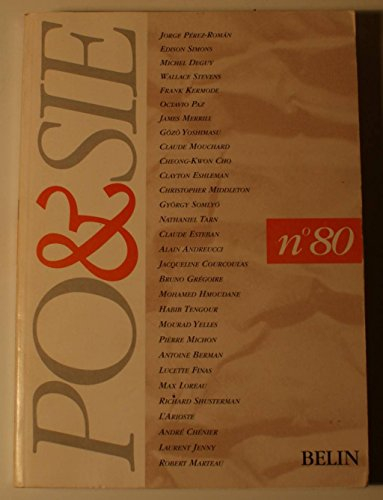 PO&SIE
JORGE PÉREZ-ROMÁN
EDISON SIMONS
MICHEL DEGUY
WALLACE STEVENS
FRANK KERMODE
OCTAVIO PAZ
JAMES MERRILL
GÔZÔ YOSHIMASU
CLAUDE MOUCHARD
CHEONG-KWON CHO
CLAYTON ESHLEMAN
CHRISTOPHER MIDDLETON
GYÖRGY SOMLYÓ
NATHANIEL TARN
CLAUDE ESTEBAN
ALAIN ANDREUCCI
JACQUELINE COURCOULAS
BRUNO GRÉGOIRE
MOHAMED HMOUDANE
HABIB TENGOUR
MOURAD YELLES
PIERRE MICHON
ANTOINE BERMAN
LUCETTE FINAS
MAX LOREAU
RICHARD SHUSTERMAN
L'ARIOSTE
ANDRÉ CHÉNIER
LAURENT JENNY
ROBERT MARTEAU
n° 80
BELIN